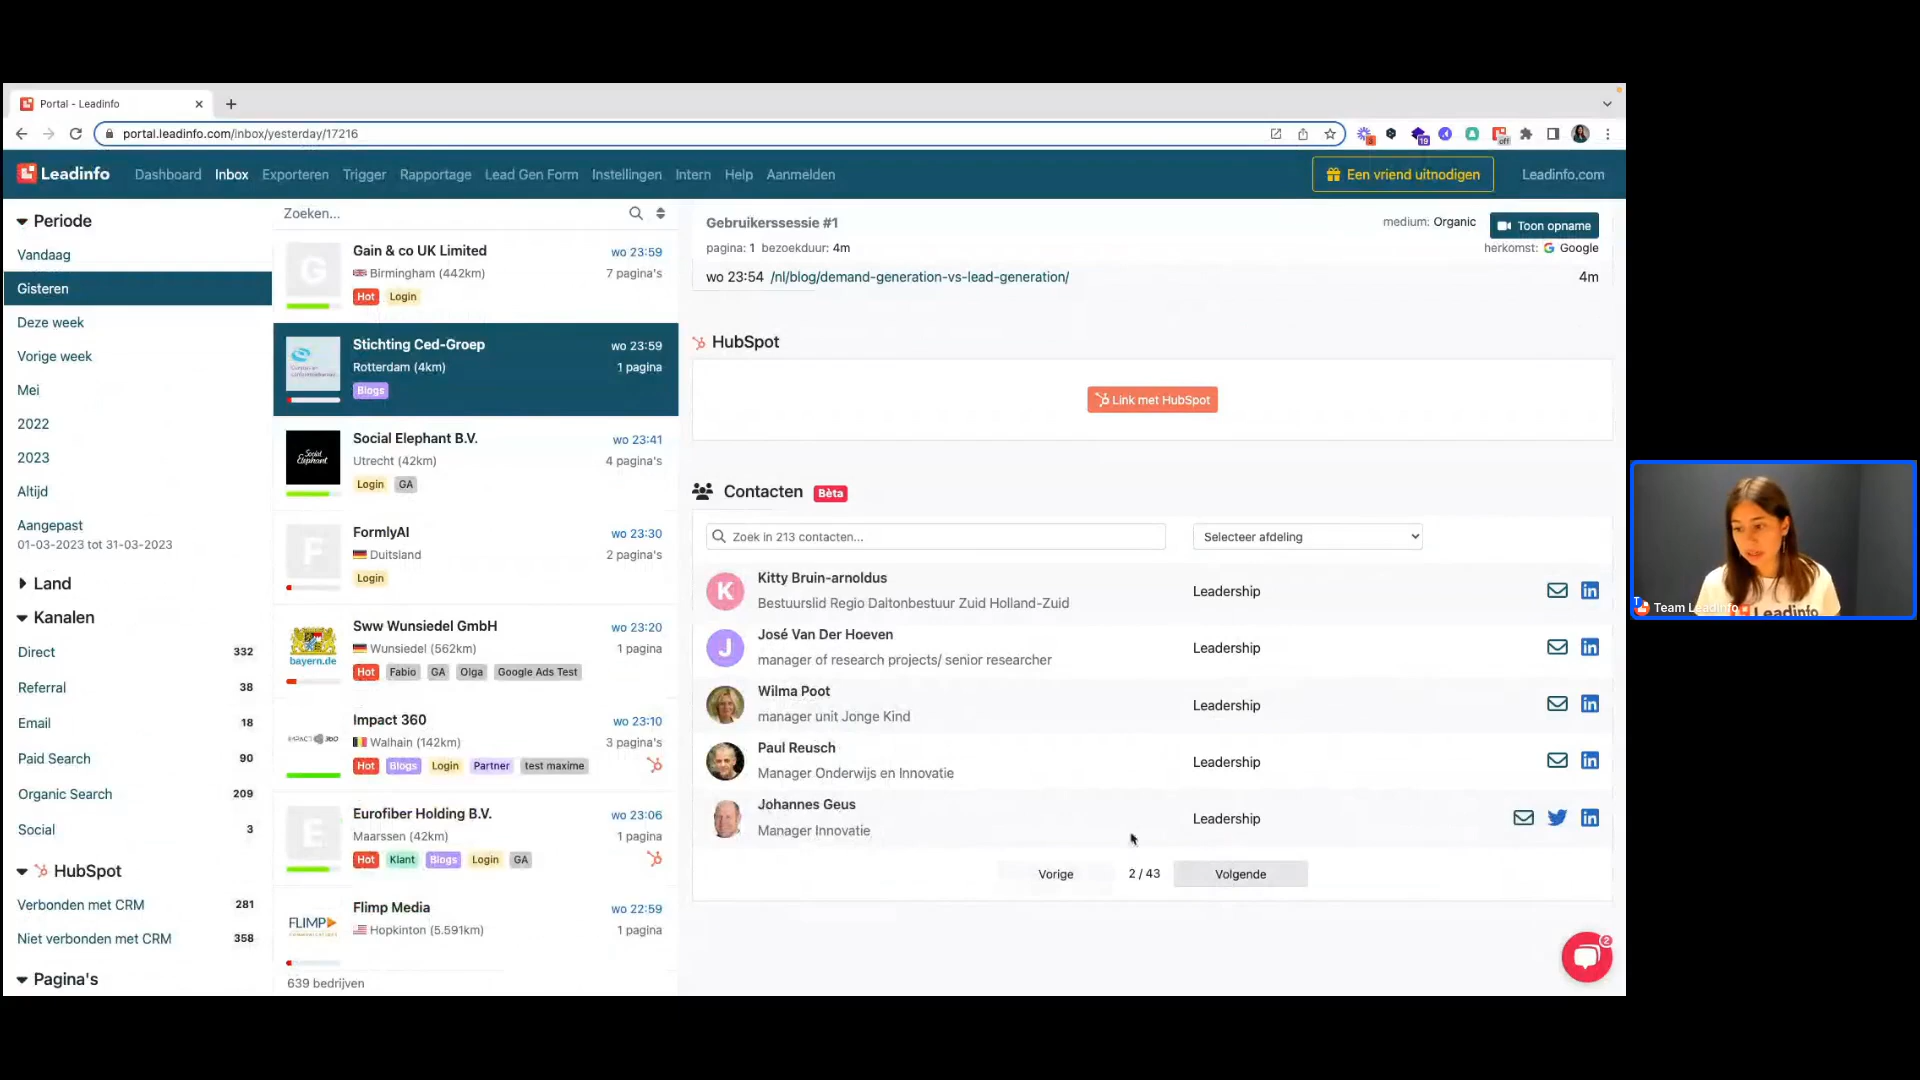 Portal - Leadinfo
portal.leadinfo.com/inbox/yesterday/17216
Leadinfo Dashboard Inbox Exporteren Trigger Rapportage Lead Gen Form Instellingen Intern Help Aanmelden Een vriend uitnodigen Leadinfo.com
Periode
Vandaag
Gisteren
Deze week
Vorige week
Mei
2022
2023
Altijd
Aangepast
01-03-2023 tot 31-03-2023
Land
Kanalen
Direct 332
Referral 38
Email 18
Paid Search 90
Organic Search 209
Social 3
HubSpot
Verbonden met CRM 281
Niet verbonden met CRM 358
Pagina's
Zoeken...
G
Gain & co UK Limited wo 23:59
Birmingham (442km) 7 pagina's
Hot Login
Stichting Ced-Groep wo 23:59
Rotterdam (4km) 1 pagina
Blogs
Social Elephant
Social Elephant B.V. wo 23:41
Utrecht (42km) 4 pagina's
Login GA
F
FormlyAI wo 23:30
Duitsland 2 pagina's
Login
bayern.de
Sww Wunsiedel GmbH wo 23:20
Wunsiedel (562km) 1 pagina
Hot Fabio GA Olga Google Ads Test
IMPACT 360
Impact 360 wo 23:10
Walhain (142km) 3 pagina's
Hot Blogs Login Partner test maxime
E
Eurofiber Holding B.V. wo 23:06
Maarssen (42km) 1 pagina
Hot Klant Blogs Login GA
FLIMP
Flimp Media wo 22:59
Hopkinton (5.591km) 1 pagina
639 bedrijven
Gebruikerssessie #1 medium: Organic Toon opname
pagina: 1 bezoekduur: 4m herkomst: Google
wo 23:54 /nl/blog/demand-generation-vs-lead-generation/ 4m
HubSpot
Link met HubSpot
Contacten Bèta
Zoek in 213 contacten... Selecteer afdeling
K
Kitty Bruin-arnoldus
Bestuurslid Regio Daltonbestuur Zuid Holland-Zuid
Leadership
J
José Van Der Hoeven
manager of research projects/ senior researcher
Leadership
Wilma Poot
manager unit Jonge Kind
Leadership
Paul Reusch
Manager Onderwijs en Innovatie
Leadership
Johannes Geus
Manager Innovatie
Leadership
Vorige 2 / 43 Volgende
2
19
off
Team Leadinfo
Leadinfo